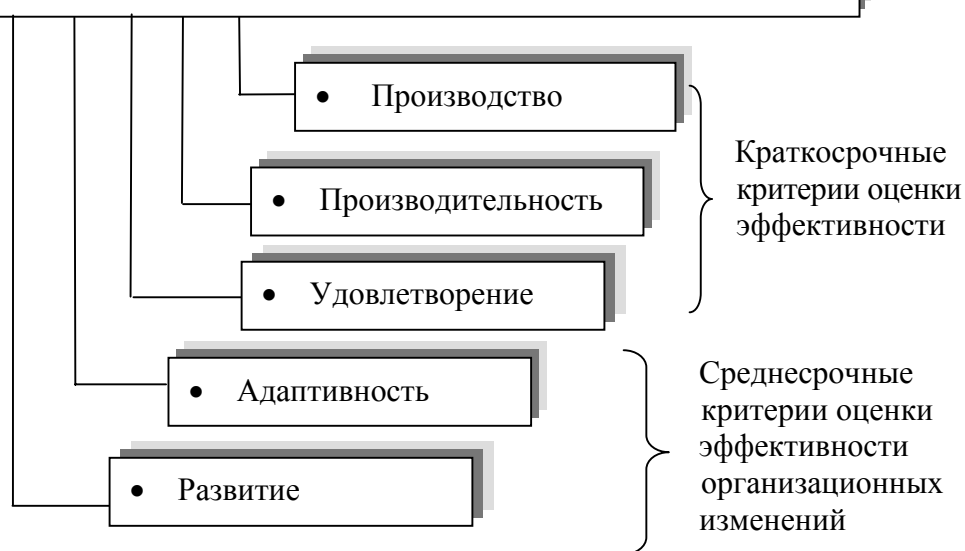 • Производство
• Производительность
• Удовлетворение
• Адаптивность
• Развитие
Краткосрочные
критерии оценки
эффективности
Среднесрочные
критерии оценки
эффективности
организационных
изменений